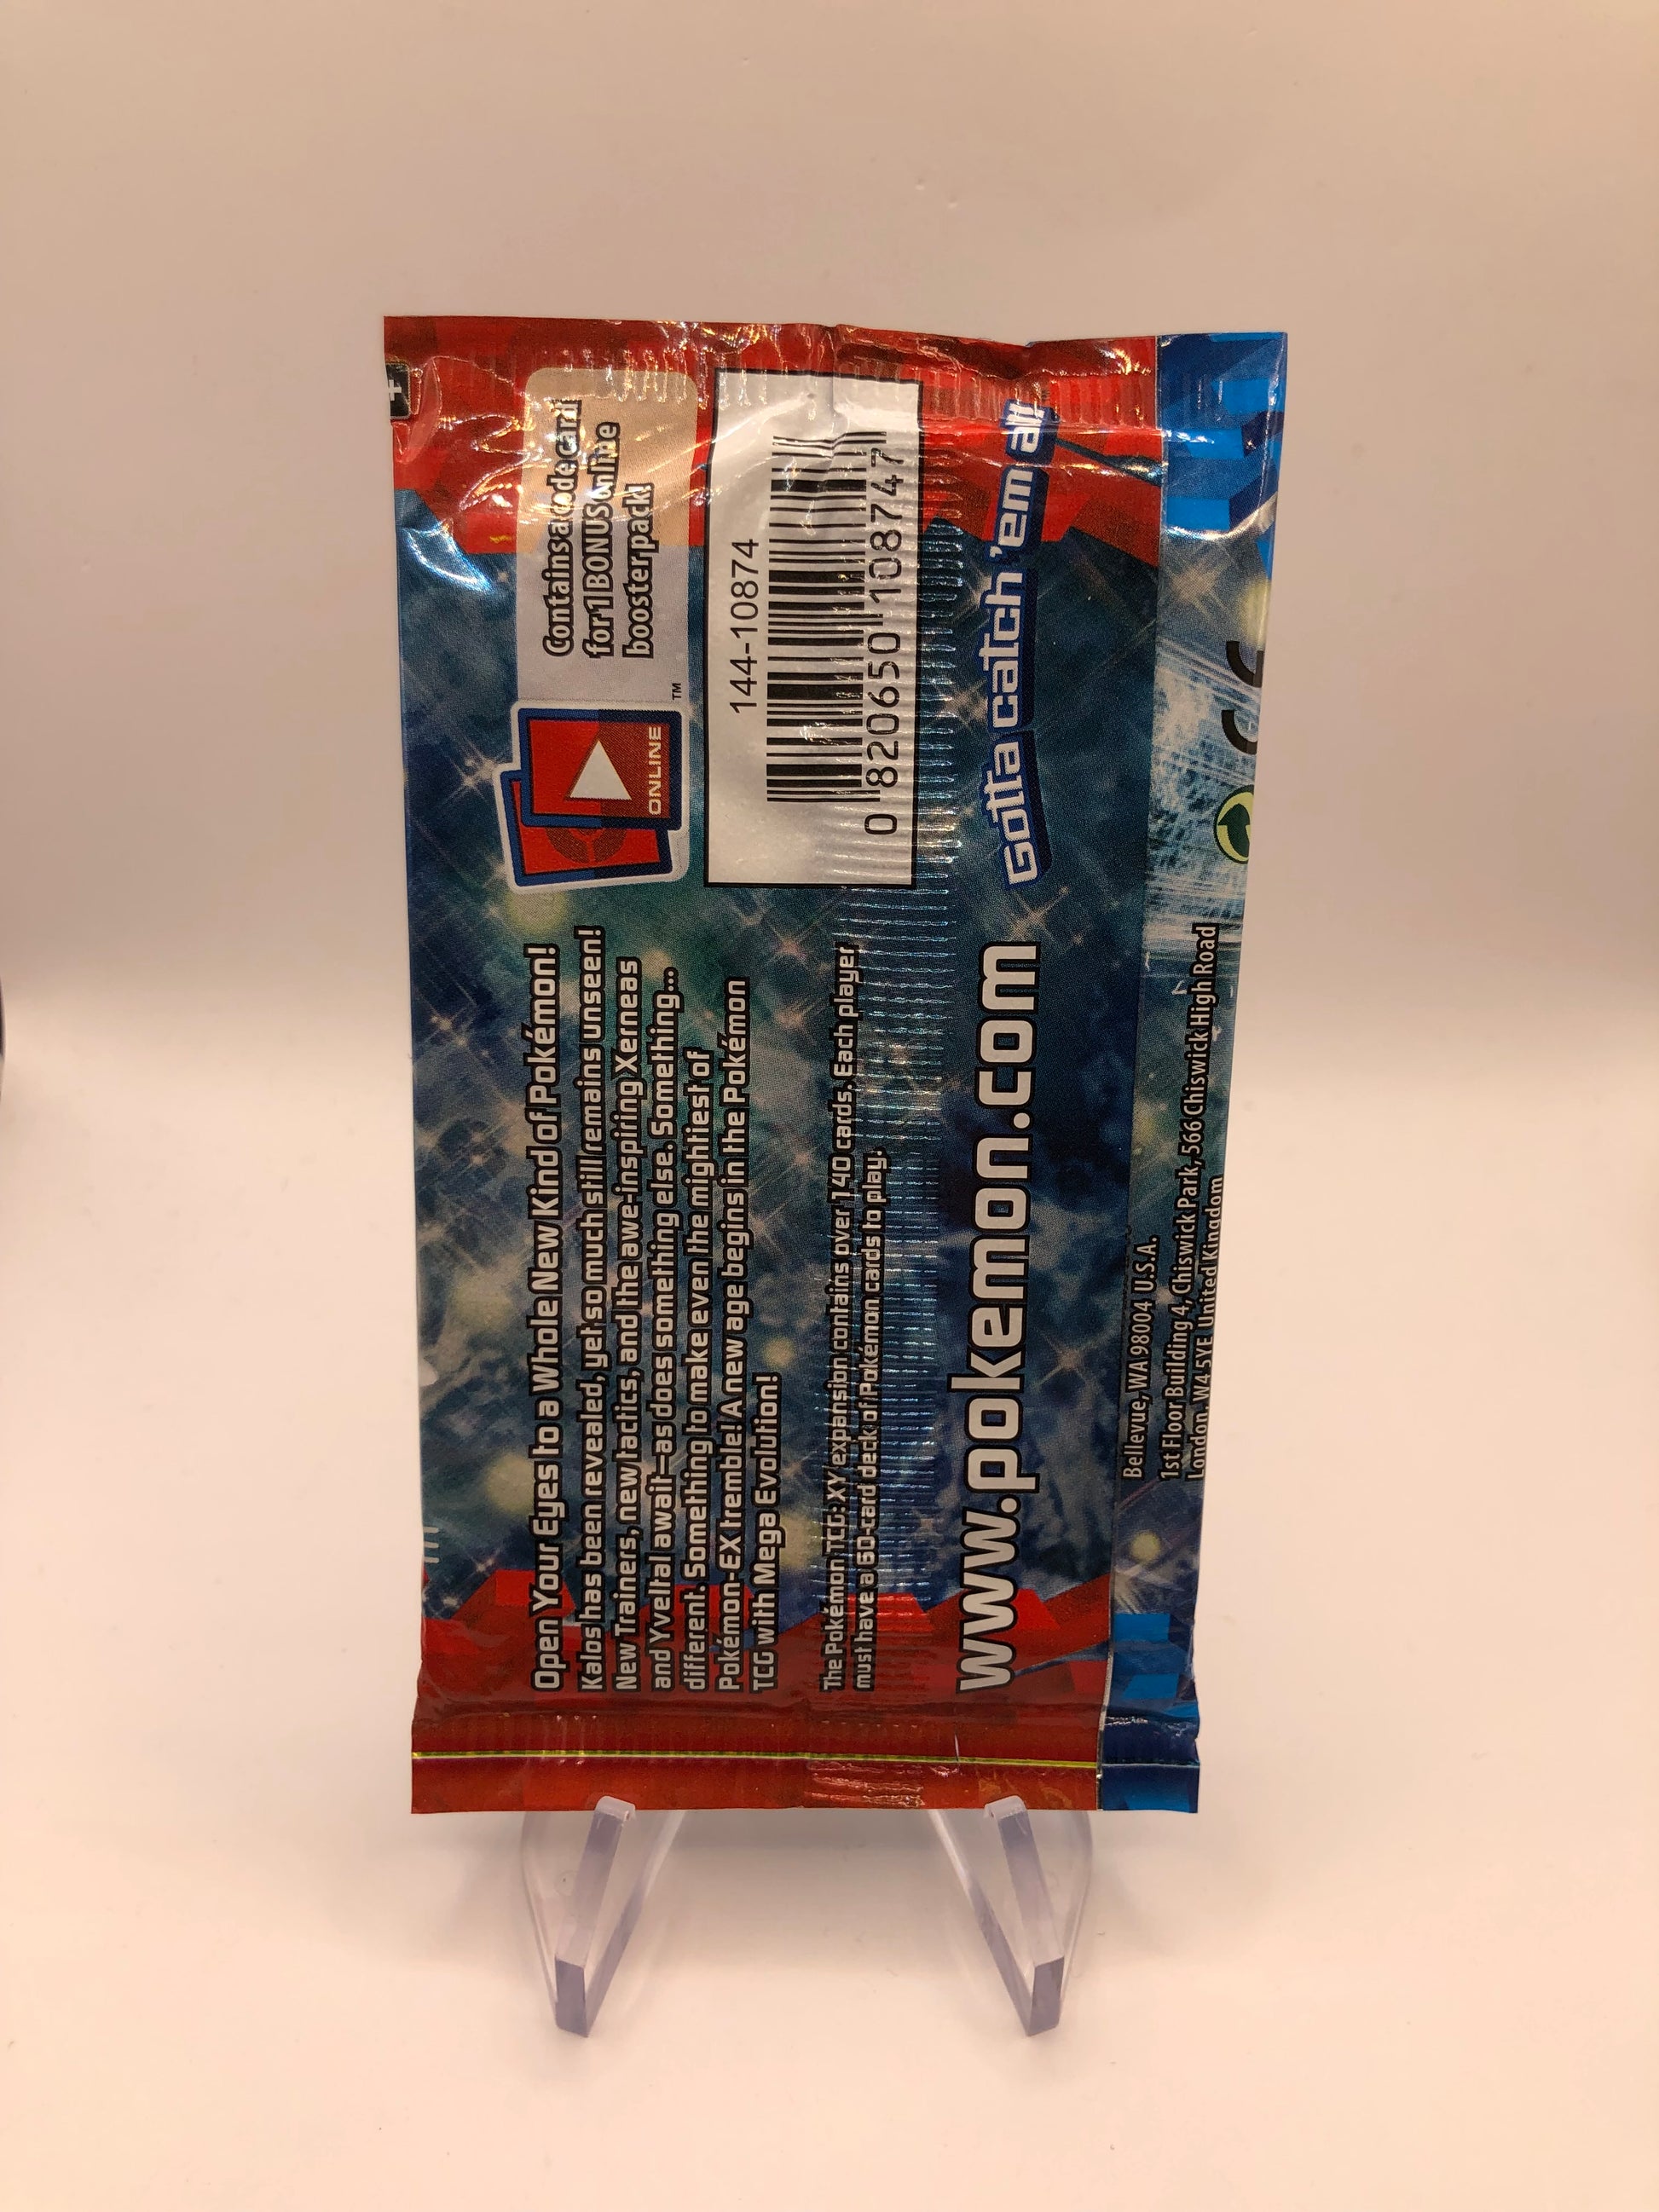 Open Your Eyes to a Whole New Kind of Pokémon!
Kalos has been revealed, yet so much still remains unseen!
New Trainers, new tactics, and the awe-inspiring Xerneas
and Yveltal await—as does something else. Something...
different. Something to make even the mightiest of
Pokémon-EX tremble! A new age begins in the Pokémon
TCG with Mega Evolution!
The Pokémon TCG: XY expansion contains over 140 cards. Each player
must have a 60-card deck of Pokémon cards to play.
www.pokemon.com
Contains a code card
for 1 BONUS online
booster pack!
ONLINE
TM
144-10874
0 820650 108747
Gotta catch 'em all!
Bellevue, WA 98004 U.S.A.
1st Floor Building 4, Chiswick Park, 566 Chiswick High Road
London, W4 5YE United Kingdom
CE